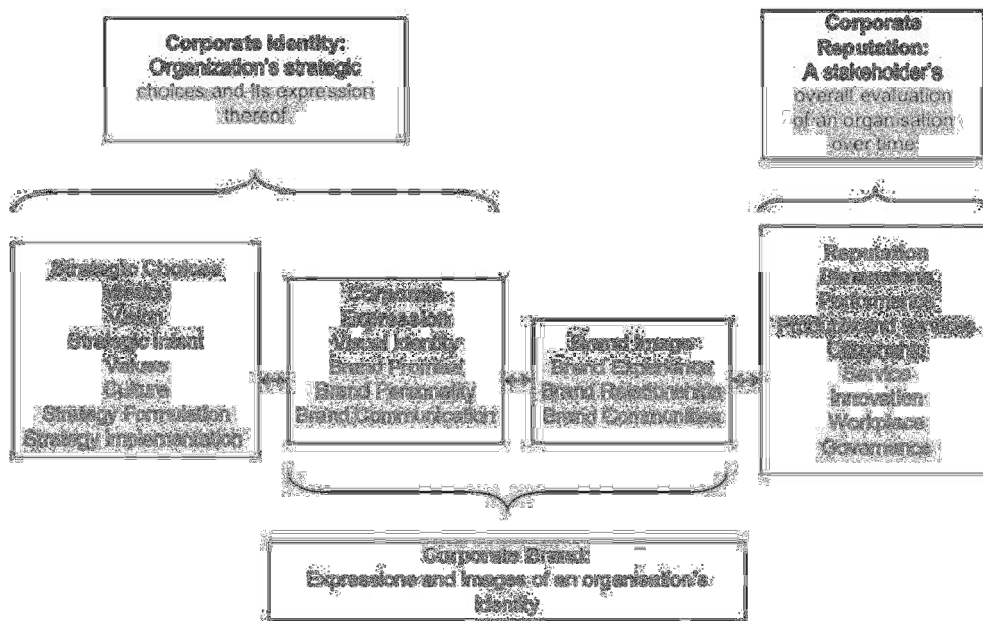 Corporate Identity:
Organization's strategic
choices and its expression
thereof
Corporate
Reputation:
A stakeholder's
overall evaluation
of an organisation
over time
Strategic Choices
Mission
Vision
Strategic Intent
Values
Culture
Strategy Formulation
Strategy Implementation
Corporate
Expression:
Visual Identity
Brand Promise
Brand Personality
Brand Communication
Brand Image:
Brand Experience
Brand Relationships
Brand Communities
Reputation
Dimensions:
Performance
Products and services
Leadership
Service
Innovation
Workplace
Governance
Corporate Brand:
Expressions and images of an organisation's
identity